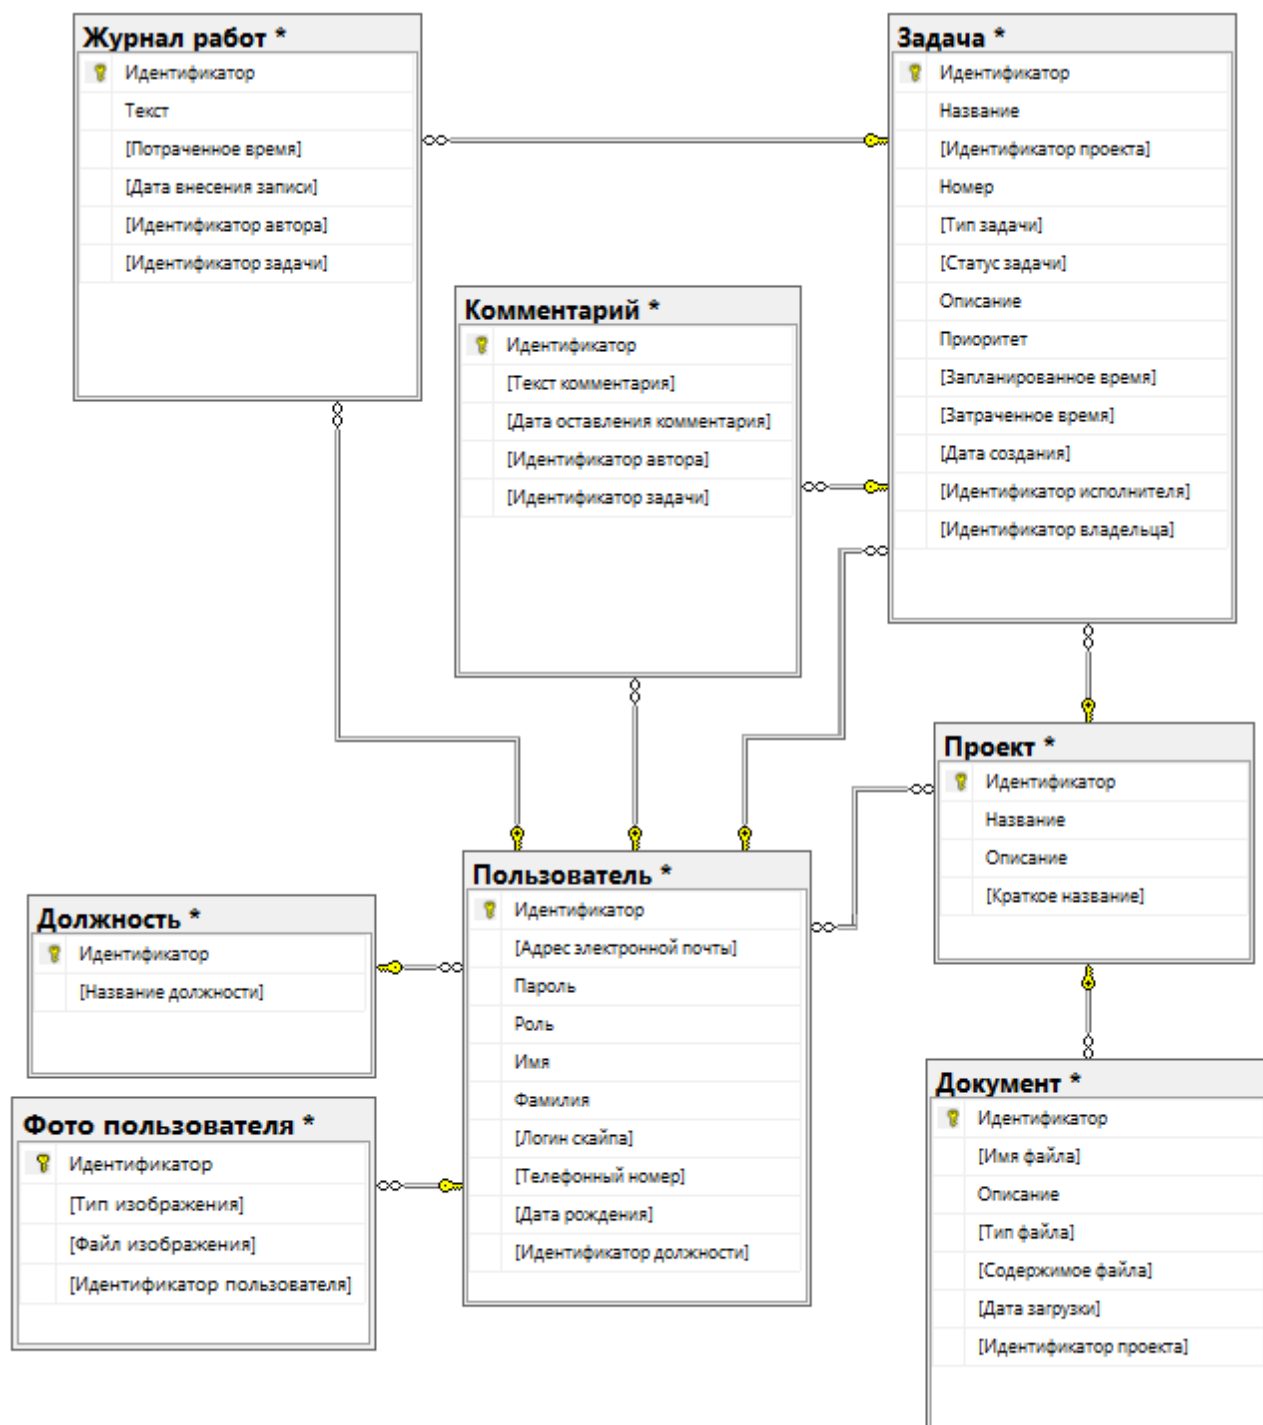 Журнал работ *
Идентификатор
Текст
[Потраченное время]
[Дата внесения записи]
[Идентификатор автора]
[Идентификатор задачи]
Задача *
Идентификатор
Название
[Идентификатор проекта]
Номер
[Тип задачи]
[Статус задачи]
Описание
Приоритет
[Запланированное время]
[Затраченное время]
[Дата создания]
[Идентификатор исполнителя]
[Идентификатор владельца]
Комментарий *
Идентификатор
[Текст комментария]
[Дата оставления комментария]
[Идентификатор автора]
[Идентификатор задачи]
Проект *
Идентификатор
Название
Описание
[Краткое название]
Пользователь *
Идентификатор
[Адрес электронной почты]
Пароль
Роль
Имя
Фамилия
[Логин скайпа]
[Телефонный номер]
[Дата рождения]
[Идентификатор должности]
Должность *
Идентификатор
[Название должности]
Фото пользователя *
Идентификатор
[Тип изображения]
[Файл изображения]
[Идентификатор пользователя]
Документ *
Идентификатор
[Имя файла]
Описание
[Тип файла]
[Содержимое файла]
[Дата загрузки]
[Идентификатор проекта]